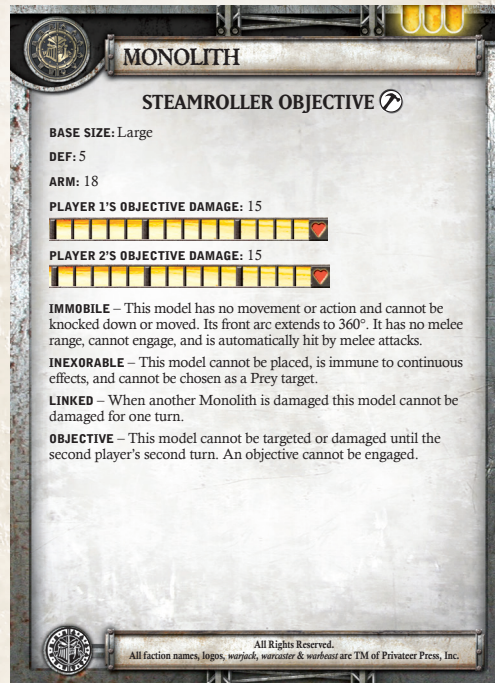 MONOLITH
STEAMROLLER OBJECTIVE
BASE SIZE: Large
DEF: 5
ARM: 18
PLAYER 1'S OBJECTIVE DAMAGE: 15
PLAYER 2'S OBJECTIVE DAMAGE: 15
IMMOBILE – This model has no movement or action and cannot be
knocked down or moved. Its front arc extends to 360°. It has no melee
range, cannot engage, and is automatically hit by melee attacks.
INEXORABLE – This model cannot be placed, is immune to continuous
effects, and cannot be chosen as a Prey target.
LINKED – When another Monolith is damaged this model cannot be
damaged for one turn.
OBJECTIVE – This model cannot be targeted or damaged until the
second player's second turn. An objective cannot be engaged.
All Rights Reserved.
All faction names, logos, warjack, warcaster & warbeast are TM of Privateer Press, Inc.